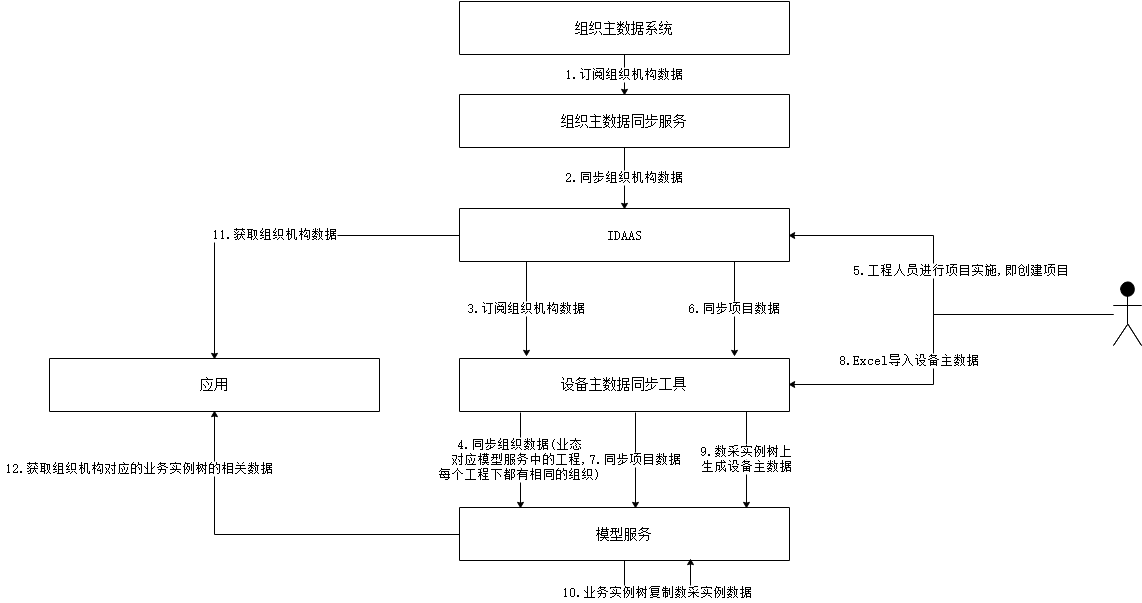 组织主数据系统
1.订阅组织机构数据
组织主数据同步服务
2.同步组织机构数据
11.获取组织机构数据
IDAAS
5.工程人员进行项目实施,即创建项目
3.订阅组织机构数据
6.同步项目数据
8.Excel导入设备主数据
应用
设备主数据同步工具
4.同步组织数据(业态
对应模型服务中的工程,
每个工程下都有相同的组织)
7.同步项目数据
9.数采实例树上
生成设备主数据
12.获取组织机构对应的业务实例树的相关数据
模型服务
10.业务实例树复制数采实例数据